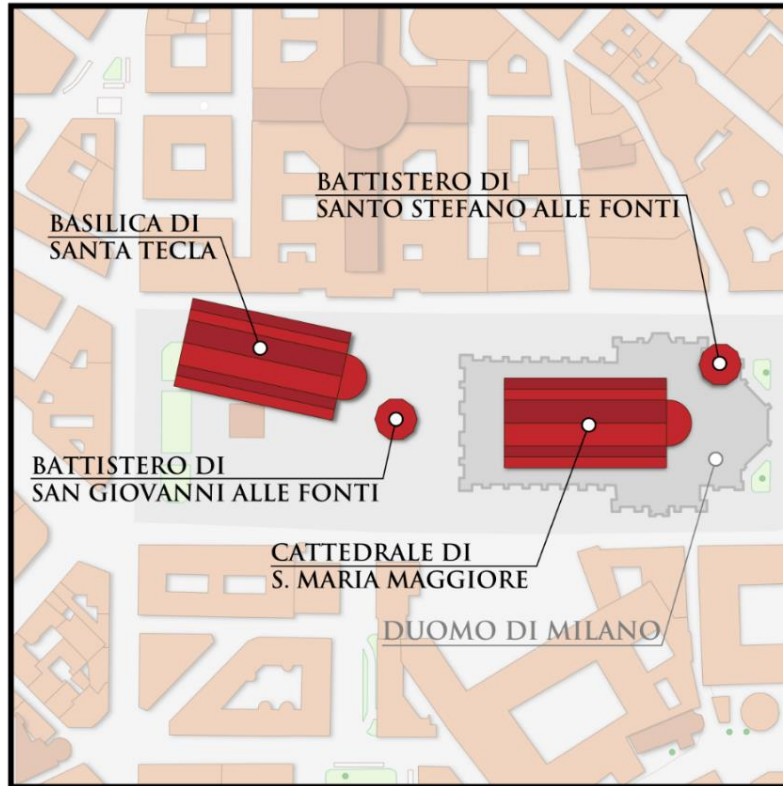 BATTISTERO DI
SANTO STEFANO ALLE FONTI
BASILICA DI
SANTA TECLA
BATTISTERO DI
SAN GIOVANNI ALLE FONTI
CATTEDRALE DI
S. MARIA MAGGIORE
DUOMO DI MILANO